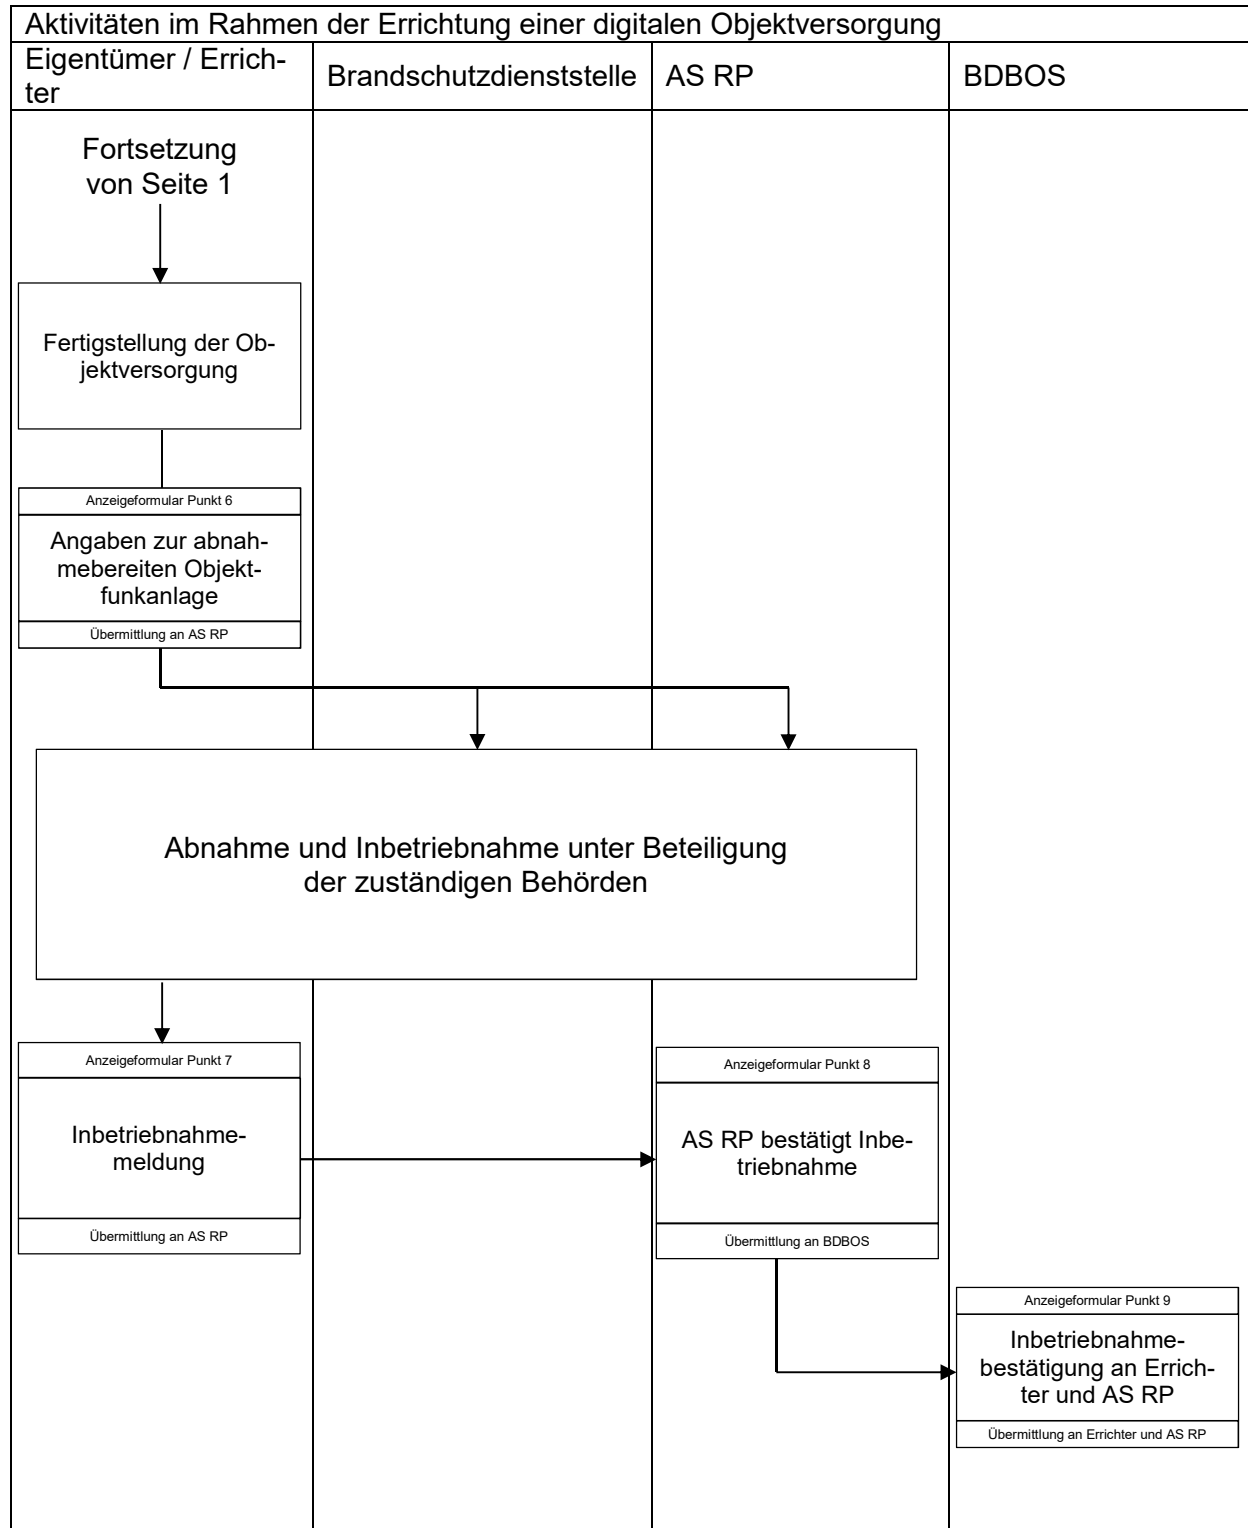 Aktivitäten im Rahmen der Errichtung einer digitalen Objektversorgung
Eigentümer / Errich-
ter
Brandschutzdienststelle
AS RP
BDBOS
Fortsetzung
von Seite 1
Fertigstellung der Ob-
jektversorgung
Anzeigeformular Punkt 6
Angaben zur abnah-
mebereiten Objekt-
funkanlage
Übermittlung an AS RP
Abnahme und Inbetriebnahme unter Beteiligung
der zuständigen Behörden
Anzeigeformular Punkt 7
Inbetriebnahme-
meldung
Übermittlung an AS RP
Anzeigeformular Punkt 8
AS RP bestätigt Inbe-
triebnahme
Übermittlung an BDBOS
Anzeigeformular Punkt 9
Inbetriebnahme-
bestätigung an Errich-
ter und AS RP
Übermittlung an Errichter und AS RP